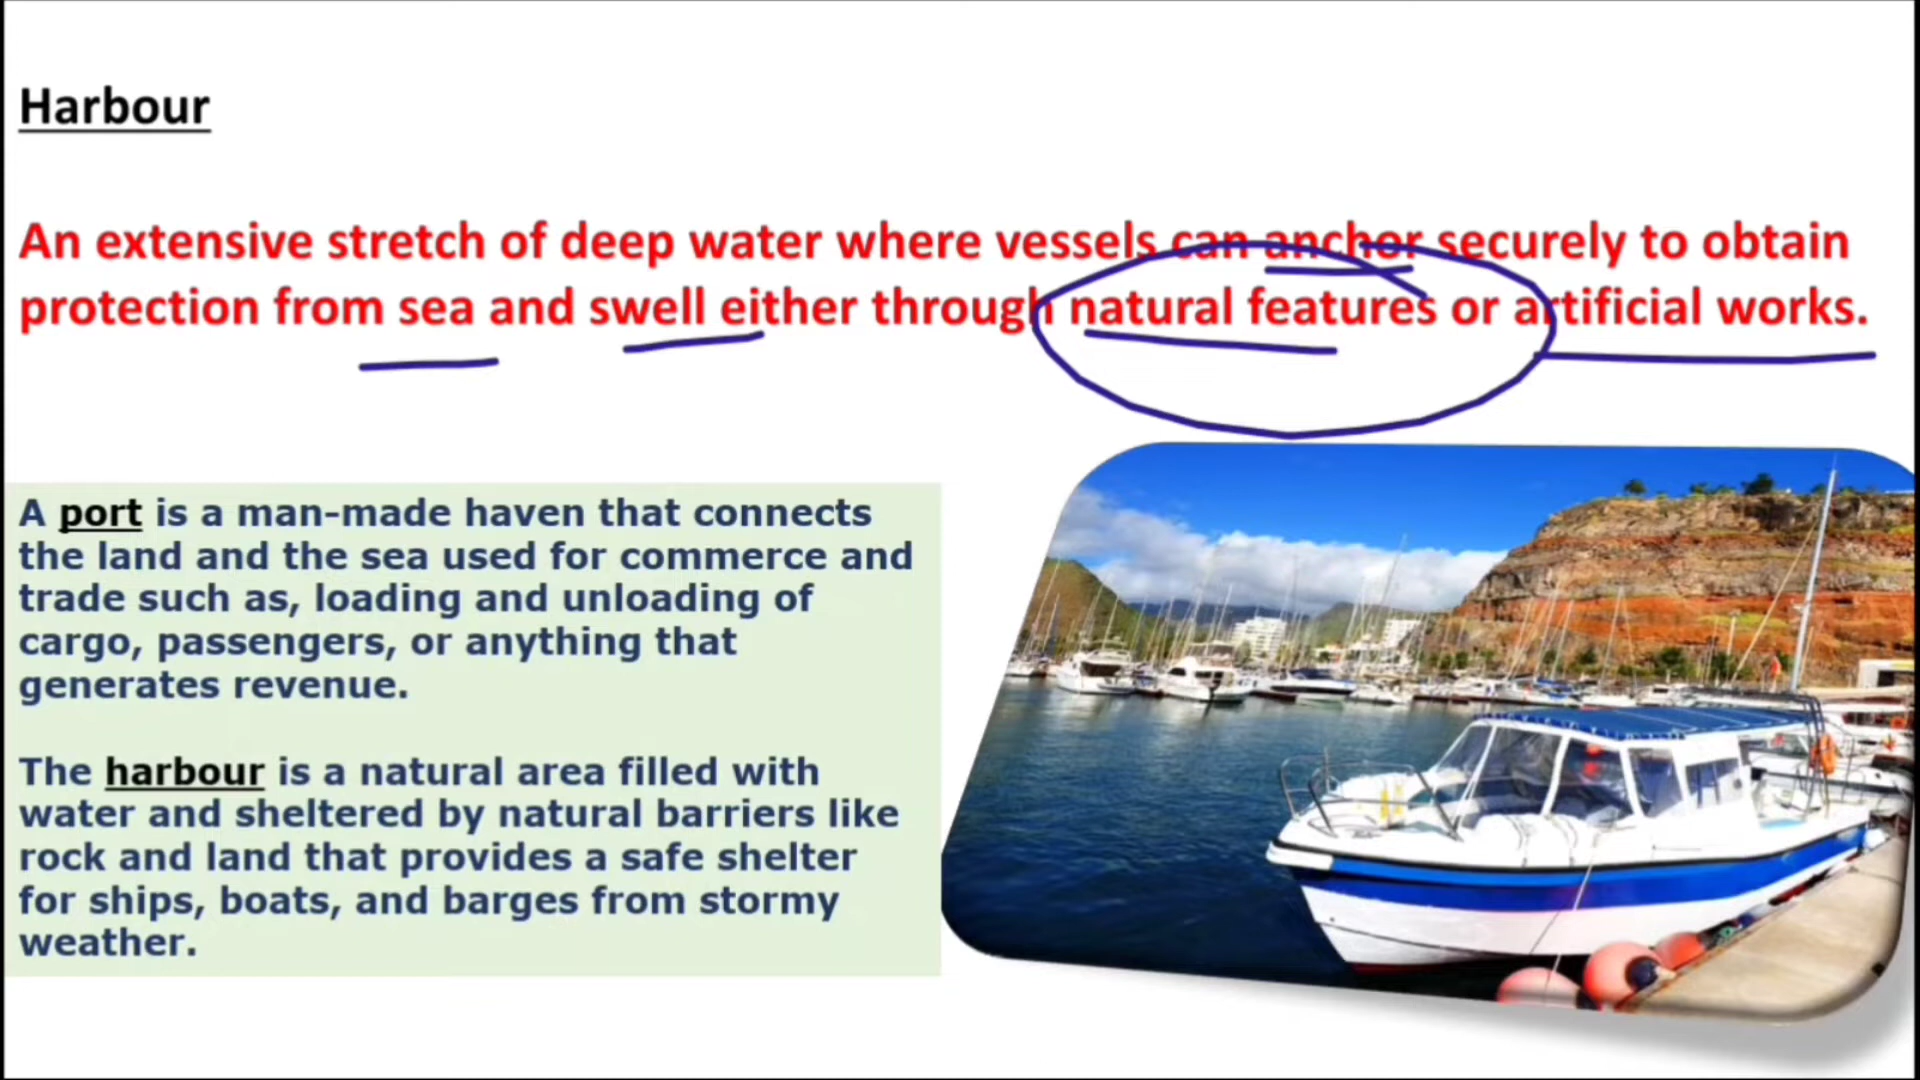 Harbour
An extensive stretch of deep water where vessels can anchor securely to obtain
protection from sea and swell either through natural features or artificial works.
A port is a man-made haven that connects
the land and the sea used for commerce and
trade such as, loading and unloading of
cargo, passengers, or anything that
generates revenue.
The harbour is a natural area filled with
water and sheltered by natural barriers like
rock and land that provides a safe shelter
for ships, boats, and barges from stormy
weather.